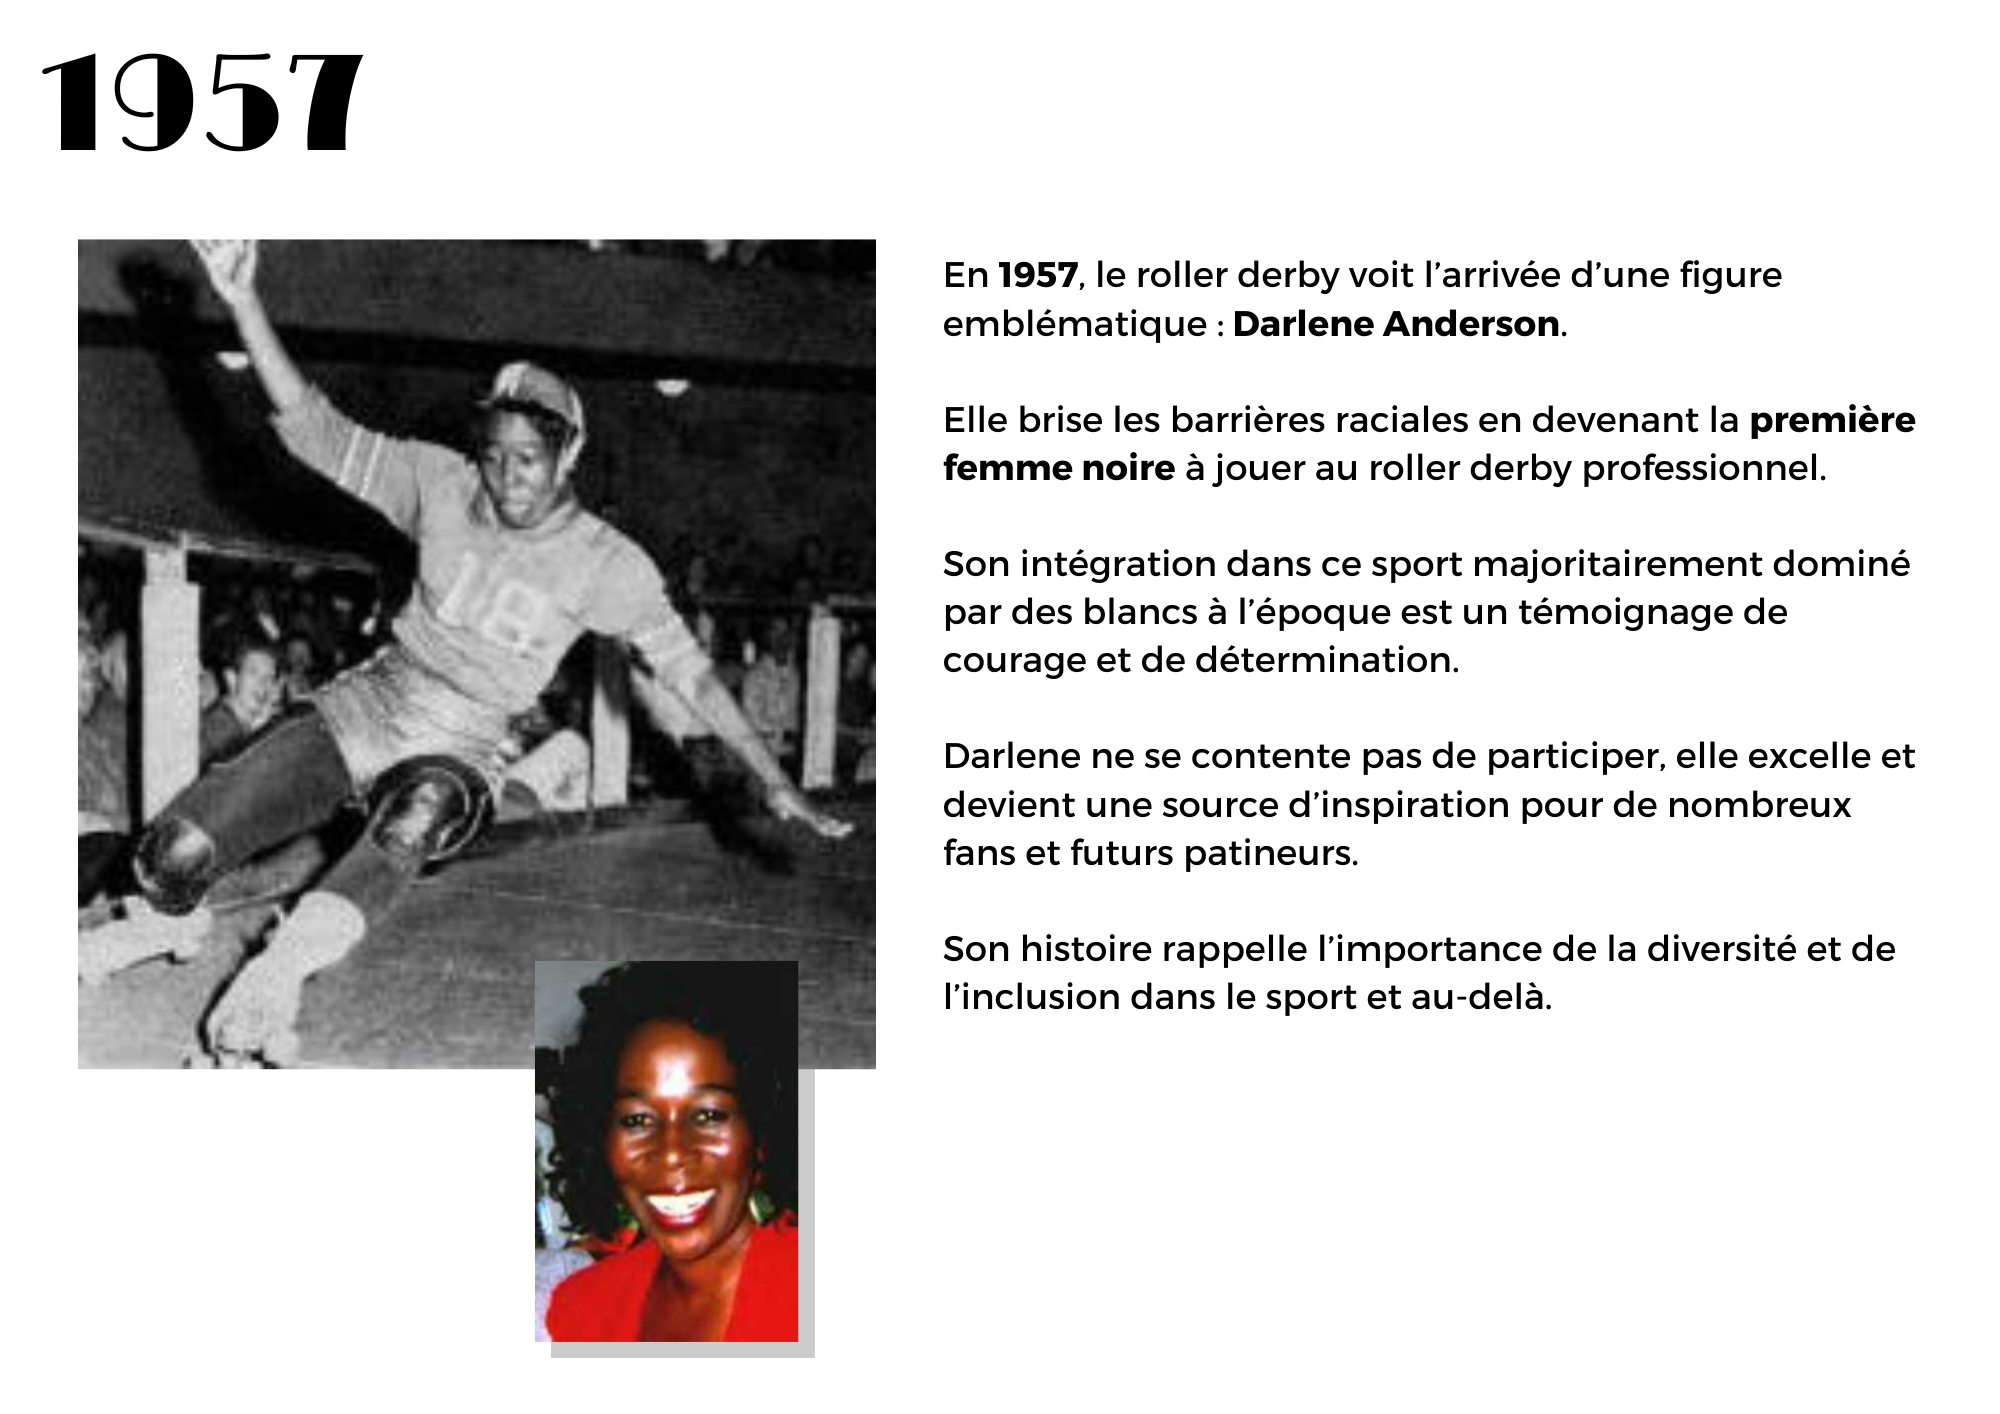 1957
En 1957, le roller derby voit l’arrivée d’une figure
emblématique : Darlene Anderson.
Elle brise les barrières raciales en devenant la première
femme noire à jouer au roller derby professionnel.
Son intégration dans ce sport majoritairement dominé
par des blancs à l’époque est un témoignage de
courage et de détermination.
Darlene ne se contente pas de participer, elle excelle et
devient une source d’inspiration pour de nombreux
fans et futurs patineurs.
Son histoire rappelle l’importance de la diversité et de
l’inclusion dans le sport et au-delà.
18